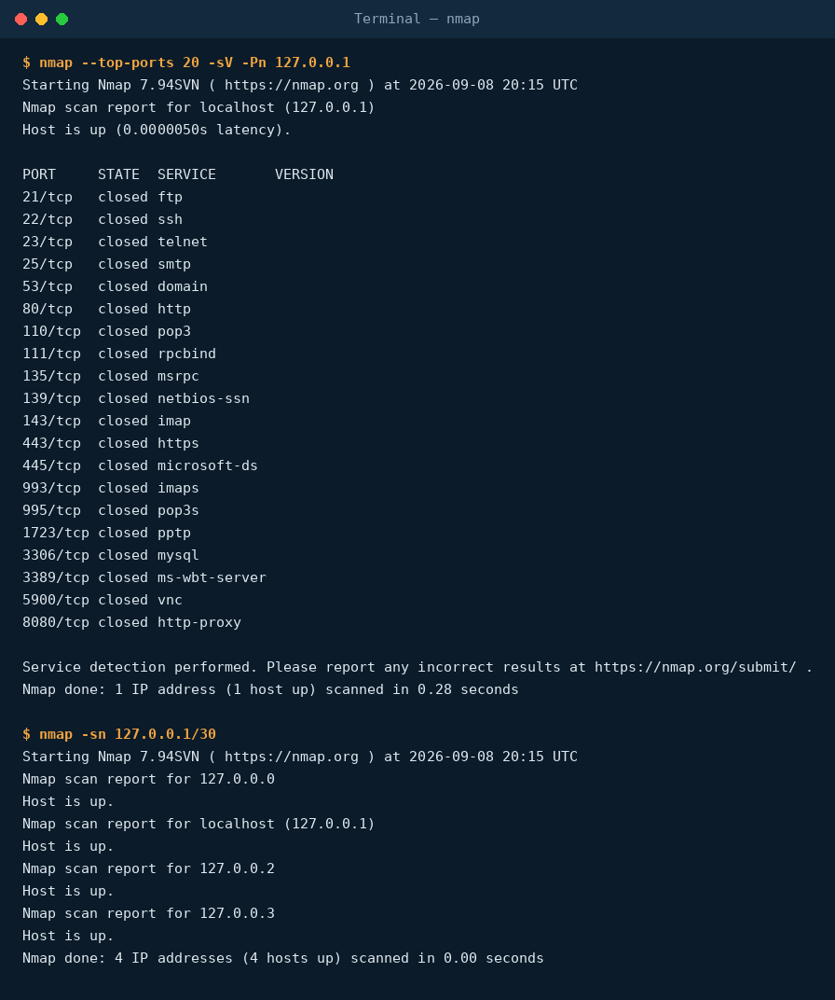 Terminal — nmap
$ nmap --top-ports 20 -sV -Pn 127.0.0.1
Starting Nmap 7.94SVN ( https://nmap.org ) at 2026-09-08 20:15 UTC
Nmap scan report for localhost (127.0.0.1)
Host is up (0.0000050s latency).
PORT     STATE  SERVICE       VERSION
21/tcp   closed ftp
22/tcp   closed ssh
23/tcp   closed telnet
25/tcp   closed smtp
53/tcp   closed domain
80/tcp   closed http
110/tcp  closed pop3
111/tcp  closed rpcbind
135/tcp  closed msrpc
139/tcp  closed netbios-ssn
143/tcp  closed imap
443/tcp  closed https
445/tcp  closed microsoft-ds
993/tcp  closed imaps
995/tcp  closed pop3s
1723/tcp closed pptp
3306/tcp closed mysql
3389/tcp closed ms-wbt-server
5900/tcp closed vnc
8080/tcp closed http-proxy
Service detection performed. Please report any incorrect results at https://nmap.org/submit/ .
Nmap done: 1 IP address (1 host up) scanned in 0.28 seconds
$ nmap -sn 127.0.0.1/30
Starting Nmap 7.94SVN ( https://nmap.org ) at 2026-09-08 20:15 UTC
Nmap scan report for 127.0.0.0
Host is up.
Nmap scan report for localhost (127.0.0.1)
Host is up.
Nmap scan report for 127.0.0.2
Host is up.
Nmap scan report for 127.0.0.3
Host is up.
Nmap done: 4 IP addresses (4 hosts up) scanned in 0.00 seconds